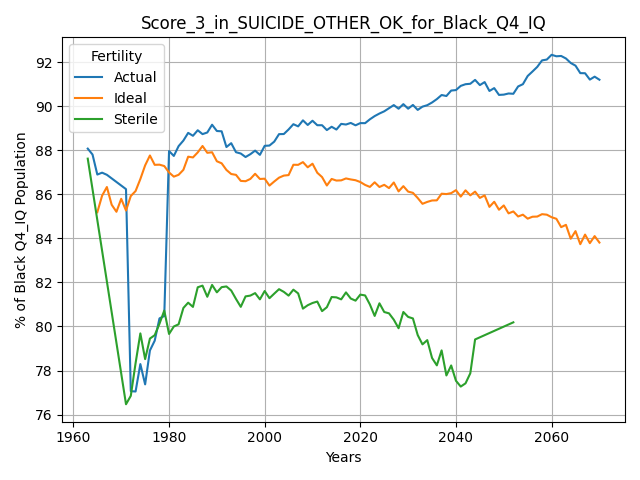 Score_3_in_SUICIDE_OTHER_OK_for_Black_Q4_IQ
Fertility
Actual
Ideal
Sterile
% of Black Q4_IQ Population
92
90
88
86
84
82
80
78
76
1960
1980
2000
2020
2040
2060
Years